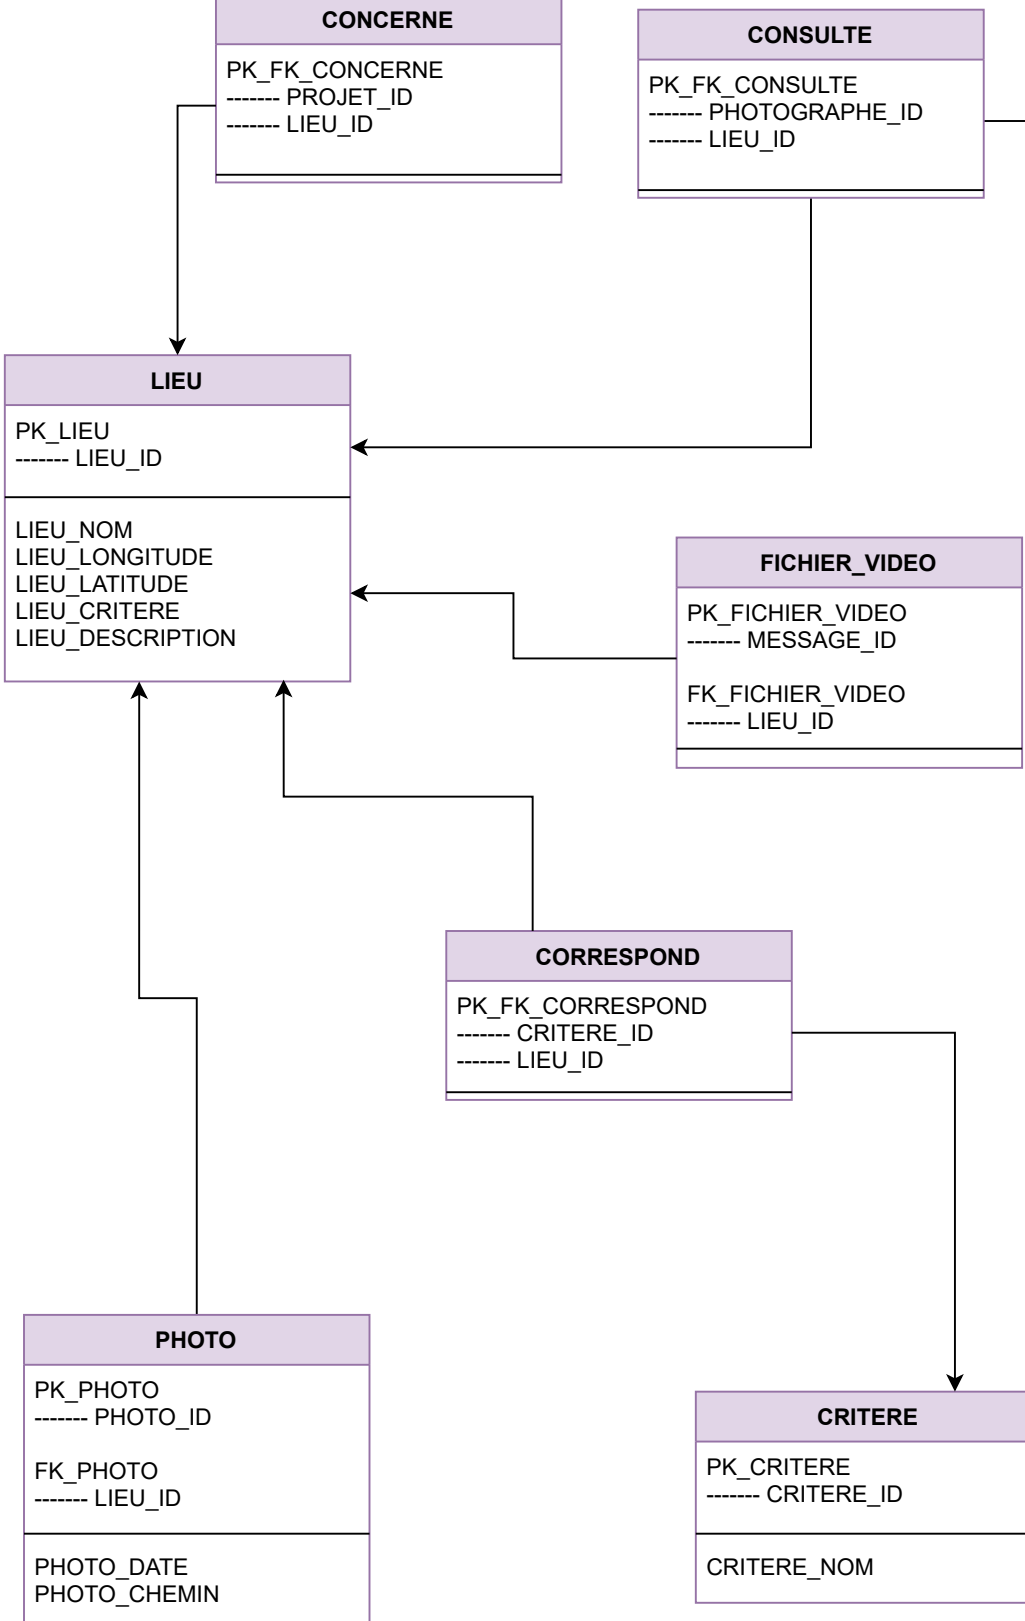 CONCERNE
PK_FK_CONCERNE
------- PROJET_ID
------- LIEU_ID
CONSULTE
PK_FK_CONSULTE
------- PHOTOGRAPHE_ID
------- LIEU_ID
LIEU
PK_LIEU
------- LIEU_ID
LIEU_NOM
LIEU_LONGITUDE
LIEU_LATITUDE
LIEU_CRITERE
LIEU_DESCRIPTION
FICHIER_VIDEO
PK_FICHIER_VIDEO
------- MESSAGE_ID
FK_FICHIER_VIDEO
------- LIEU_ID
CORRESPOND
PK_FK_CORRESPOND
------- CRITERE_ID
------- LIEU_ID
PHOTO
PK_PHOTO
------- PHOTO_ID
FK_PHOTO
------- LIEU_ID
PHOTO_DATE
PHOTO_CHEMIN
CRITERE
PK_CRITERE
------- CRITERE_ID
CRITERE_NOM